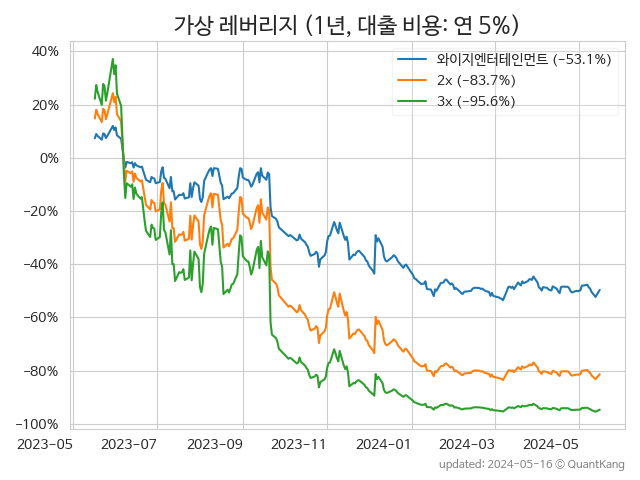 가상 레버리지 (1년, 대출 비용: 연 5%)
와이지엔터테인먼트 (−53.1%)
2x (−83.7%)
3x (−95.6%)
40%
20%
0%
−20%
−40%
−60%
−80%
−100%
2023-05 2023-07 2023-09 2023-11 2024-01 2024-03 2024-05
updated: 2024-05-16 © QuantKang